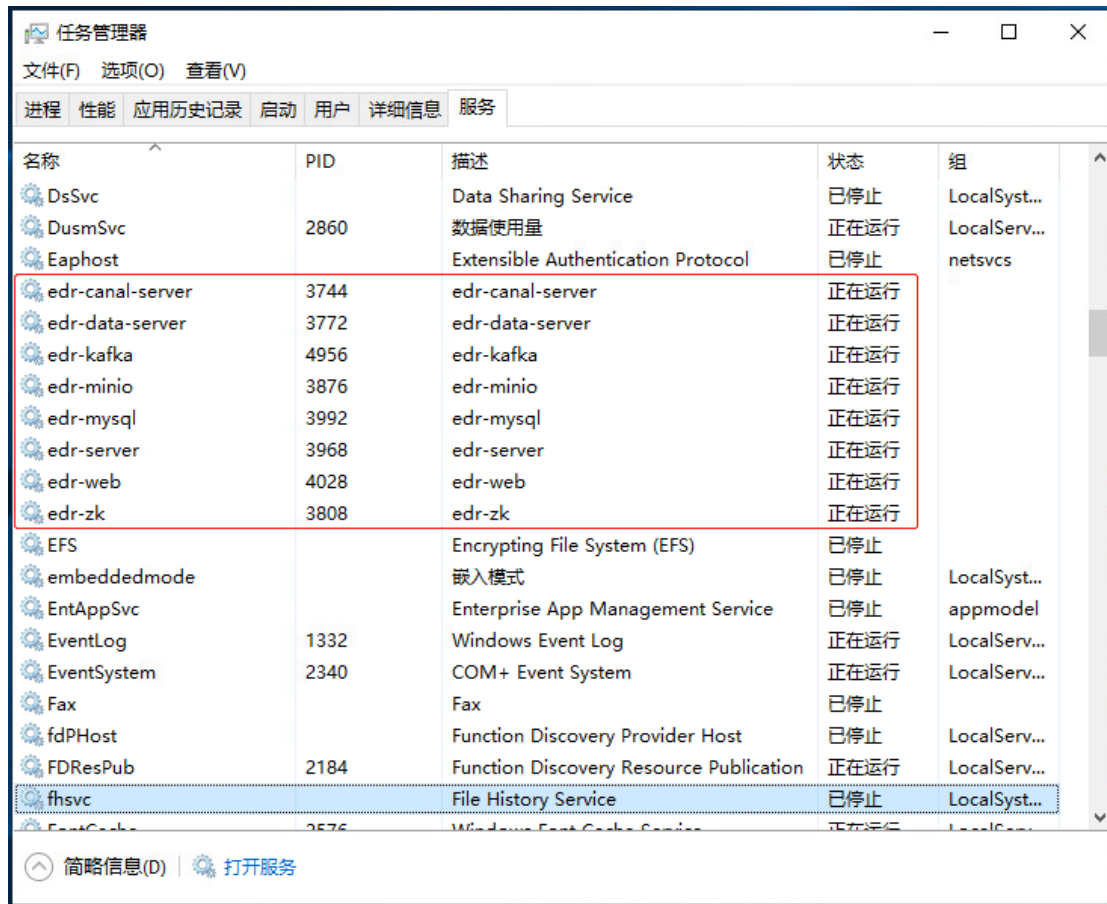 任务管理器
文件(F) 选项(O) 查看(V)
进程 性能 应用历史记录 启动 用户 详细信息 服务
名称 PID 描述 状态 组
DsSvc Data Sharing Service 已停止 LocalSyst...
DusmSvc 2860 数据使用量 正在运行 LocalServ...
Eaphost Extensible Authentication Protocol 已停止 netsvcs
edr-canal-server 3744 edr-canal-server 正在运行
edr-data-server 3772 edr-data-server 正在运行
edr-kafka 4956 edr-kafka 正在运行
edr-minio 3876 edr-minio 正在运行
edr-mysql 3992 edr-mysql 正在运行
edr-server 3968 edr-server 正在运行
edr-web 4028 edr-web 正在运行
edr-zk 3808 edr-zk 正在运行
EFS Encrypting File System (EFS) 已停止
embeddedmode 嵌入模式 已停止 LocalSyst...
EntAppSvc Enterprise App Management Service 已停止 appmodel
EventLog 1332 Windows Event Log 正在运行 LocalServ...
EventSystem 2340 COM+ Event System 正在运行 LocalServ...
Fax Fax 已停止
fdPHost Function Discovery Provider Host 已停止 LocalServ...
FDResPub 2184 Function Discovery Resource Publication 正在运行 LocalServ...
fhsvc File History Service 已停止 LocalSyst...
FontCache 2576 Windows Font Cache Service 正在运行 LocalServ...
简略信息(D) 打开服务